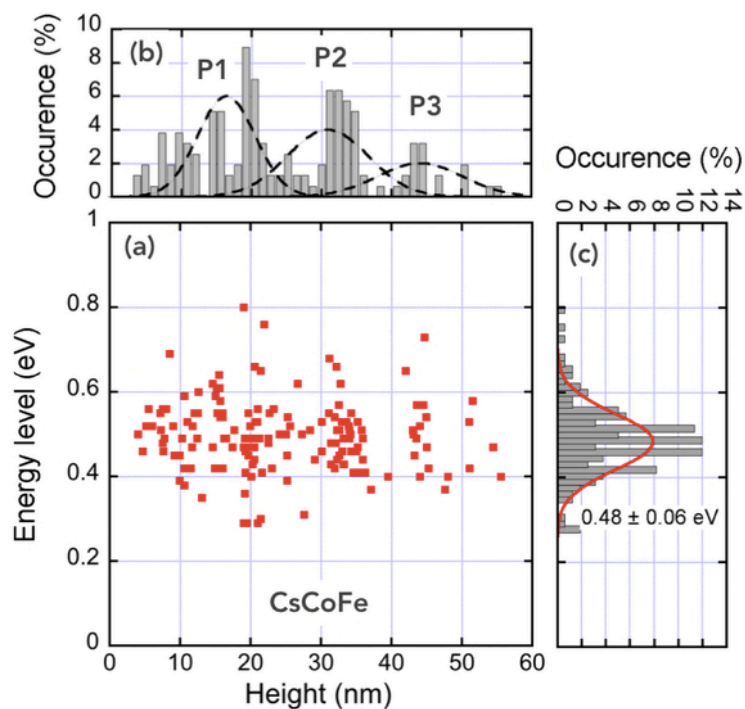 Occurence (%)
10
8
6
4
2
0
(b)
P1
P2
P3
Occurence (%)
0 2 4 6 8 10 12 14
Energy level (eV)
1
0.8
0.6
0.4
0.2
0
(a)
CsCoFe
(c)
0.48 ± 0.06 eV
0 10 20 30 40 50 60
Height (nm)